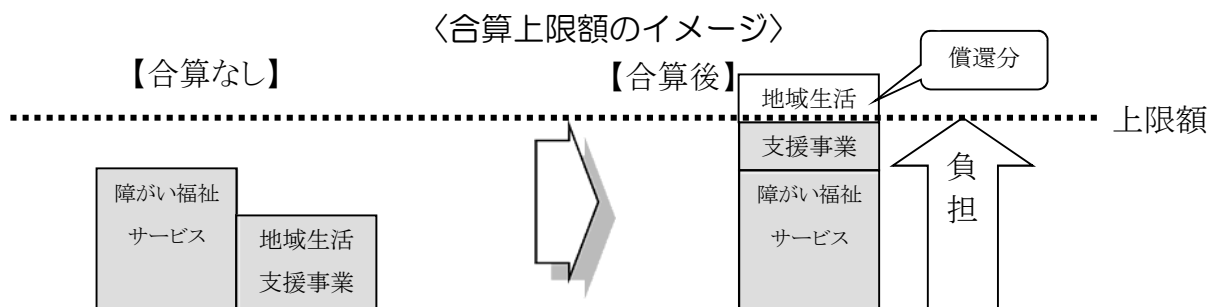 〈合算上限額のイメージ〉
【合算なし】
【合算後】
償還分
上限額
障がい福祉
サービス
地域生活
支援事業
地域生活
支援事業
障がい福祉
サービス
負
担